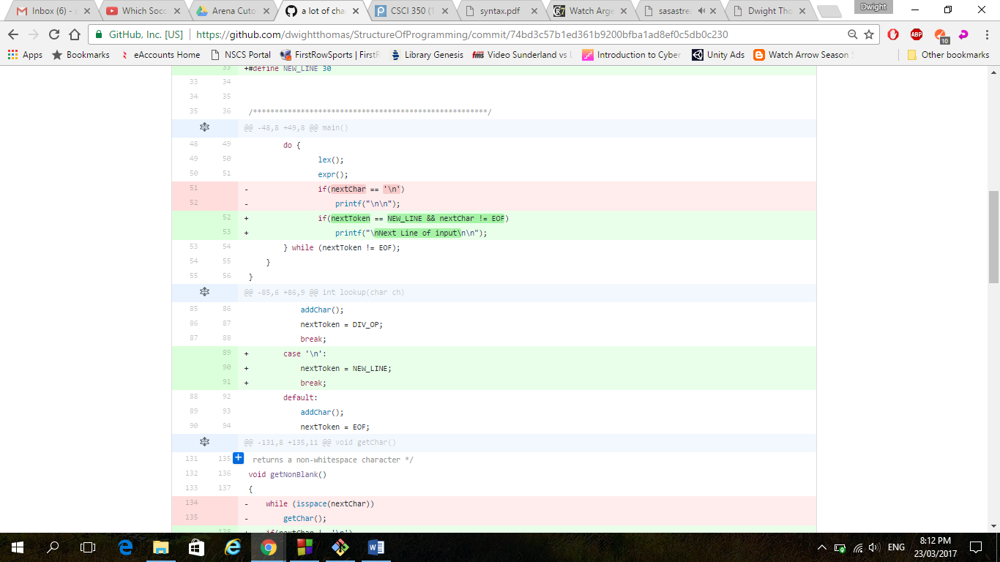 Dwight
Inbox (6) - Which Socc Arena Cuto a lot of cha CSCI 350 (1 syntax.pdf Watch Arge sasastre Dwight Tho
GitHub, Inc. [US] https://github.com/dwightthomas/StructureOfProgramming/commit/74bd3c57b1ed361b9200bfba1ad8ef0c5db0c230
ABP 10
Apps Bookmarks eAccounts Home NSCS Portal FirstRowSports | FirstR Library Genesis fms Video Sunderland vs Introduction to Cyber Unity Ads Watch Arrow Season Other bookmarks
33 +#define NEW_LINE 30
33 34
34 35
35 36 /******************************************************/
@@ -48,8 +49,8 @@ main()
48 49 do {
49 50 lex();
50 51 expr();
51 - if(nextChar == '\n')
52 - printf("\n\n");
52 + if(nextToken == NEW_LINE && nextChar != EOF)
53 + printf("\nNext Line of input\n\n");
53 54 } while (nextToken != EOF);
54 55 }
55 56 }
@@ -85,6 +86,9 @@ int lookup(char ch)
85 86 addChar();
86 87 nextToken = DIV_OP;
87 88 break;
89 + case '\n':
90 + nextToken = NEW_LINE;
91 + break;
88 92 default:
89 93 addChar();
90 94 nextToken = EOF;
@@ -131,8 +135,11 @@ void getChar()
131 135 + returns a non-whitespace character */
132 136 void getNonBlank()
133 137 {
134 - while (isspace(nextChar))
135 - getChar();
138 + if(nextChar != '\n')
ENG 8:12 PM
23/03/2017